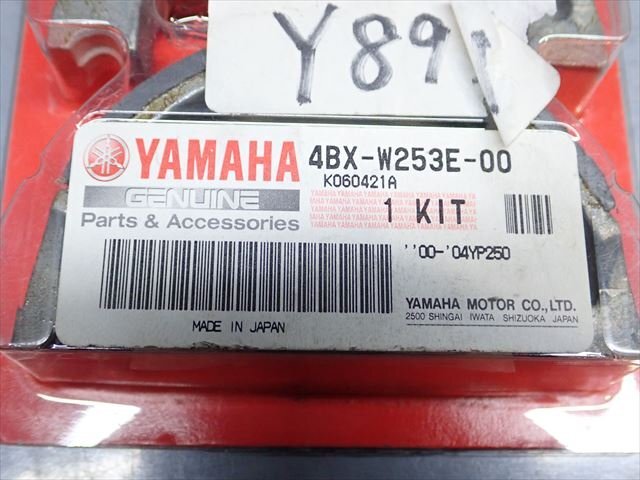 Y891
YAMAHA
4BX-W253E-00
K060421A
GENUINE
Parts & Accessories
1 KIT
''00-'04YP250
MADE IN JAPAN
YAMAHA MOTOR CO., LTD.
2500 SHINGAI IWATA SHIZUOKA JAPAN